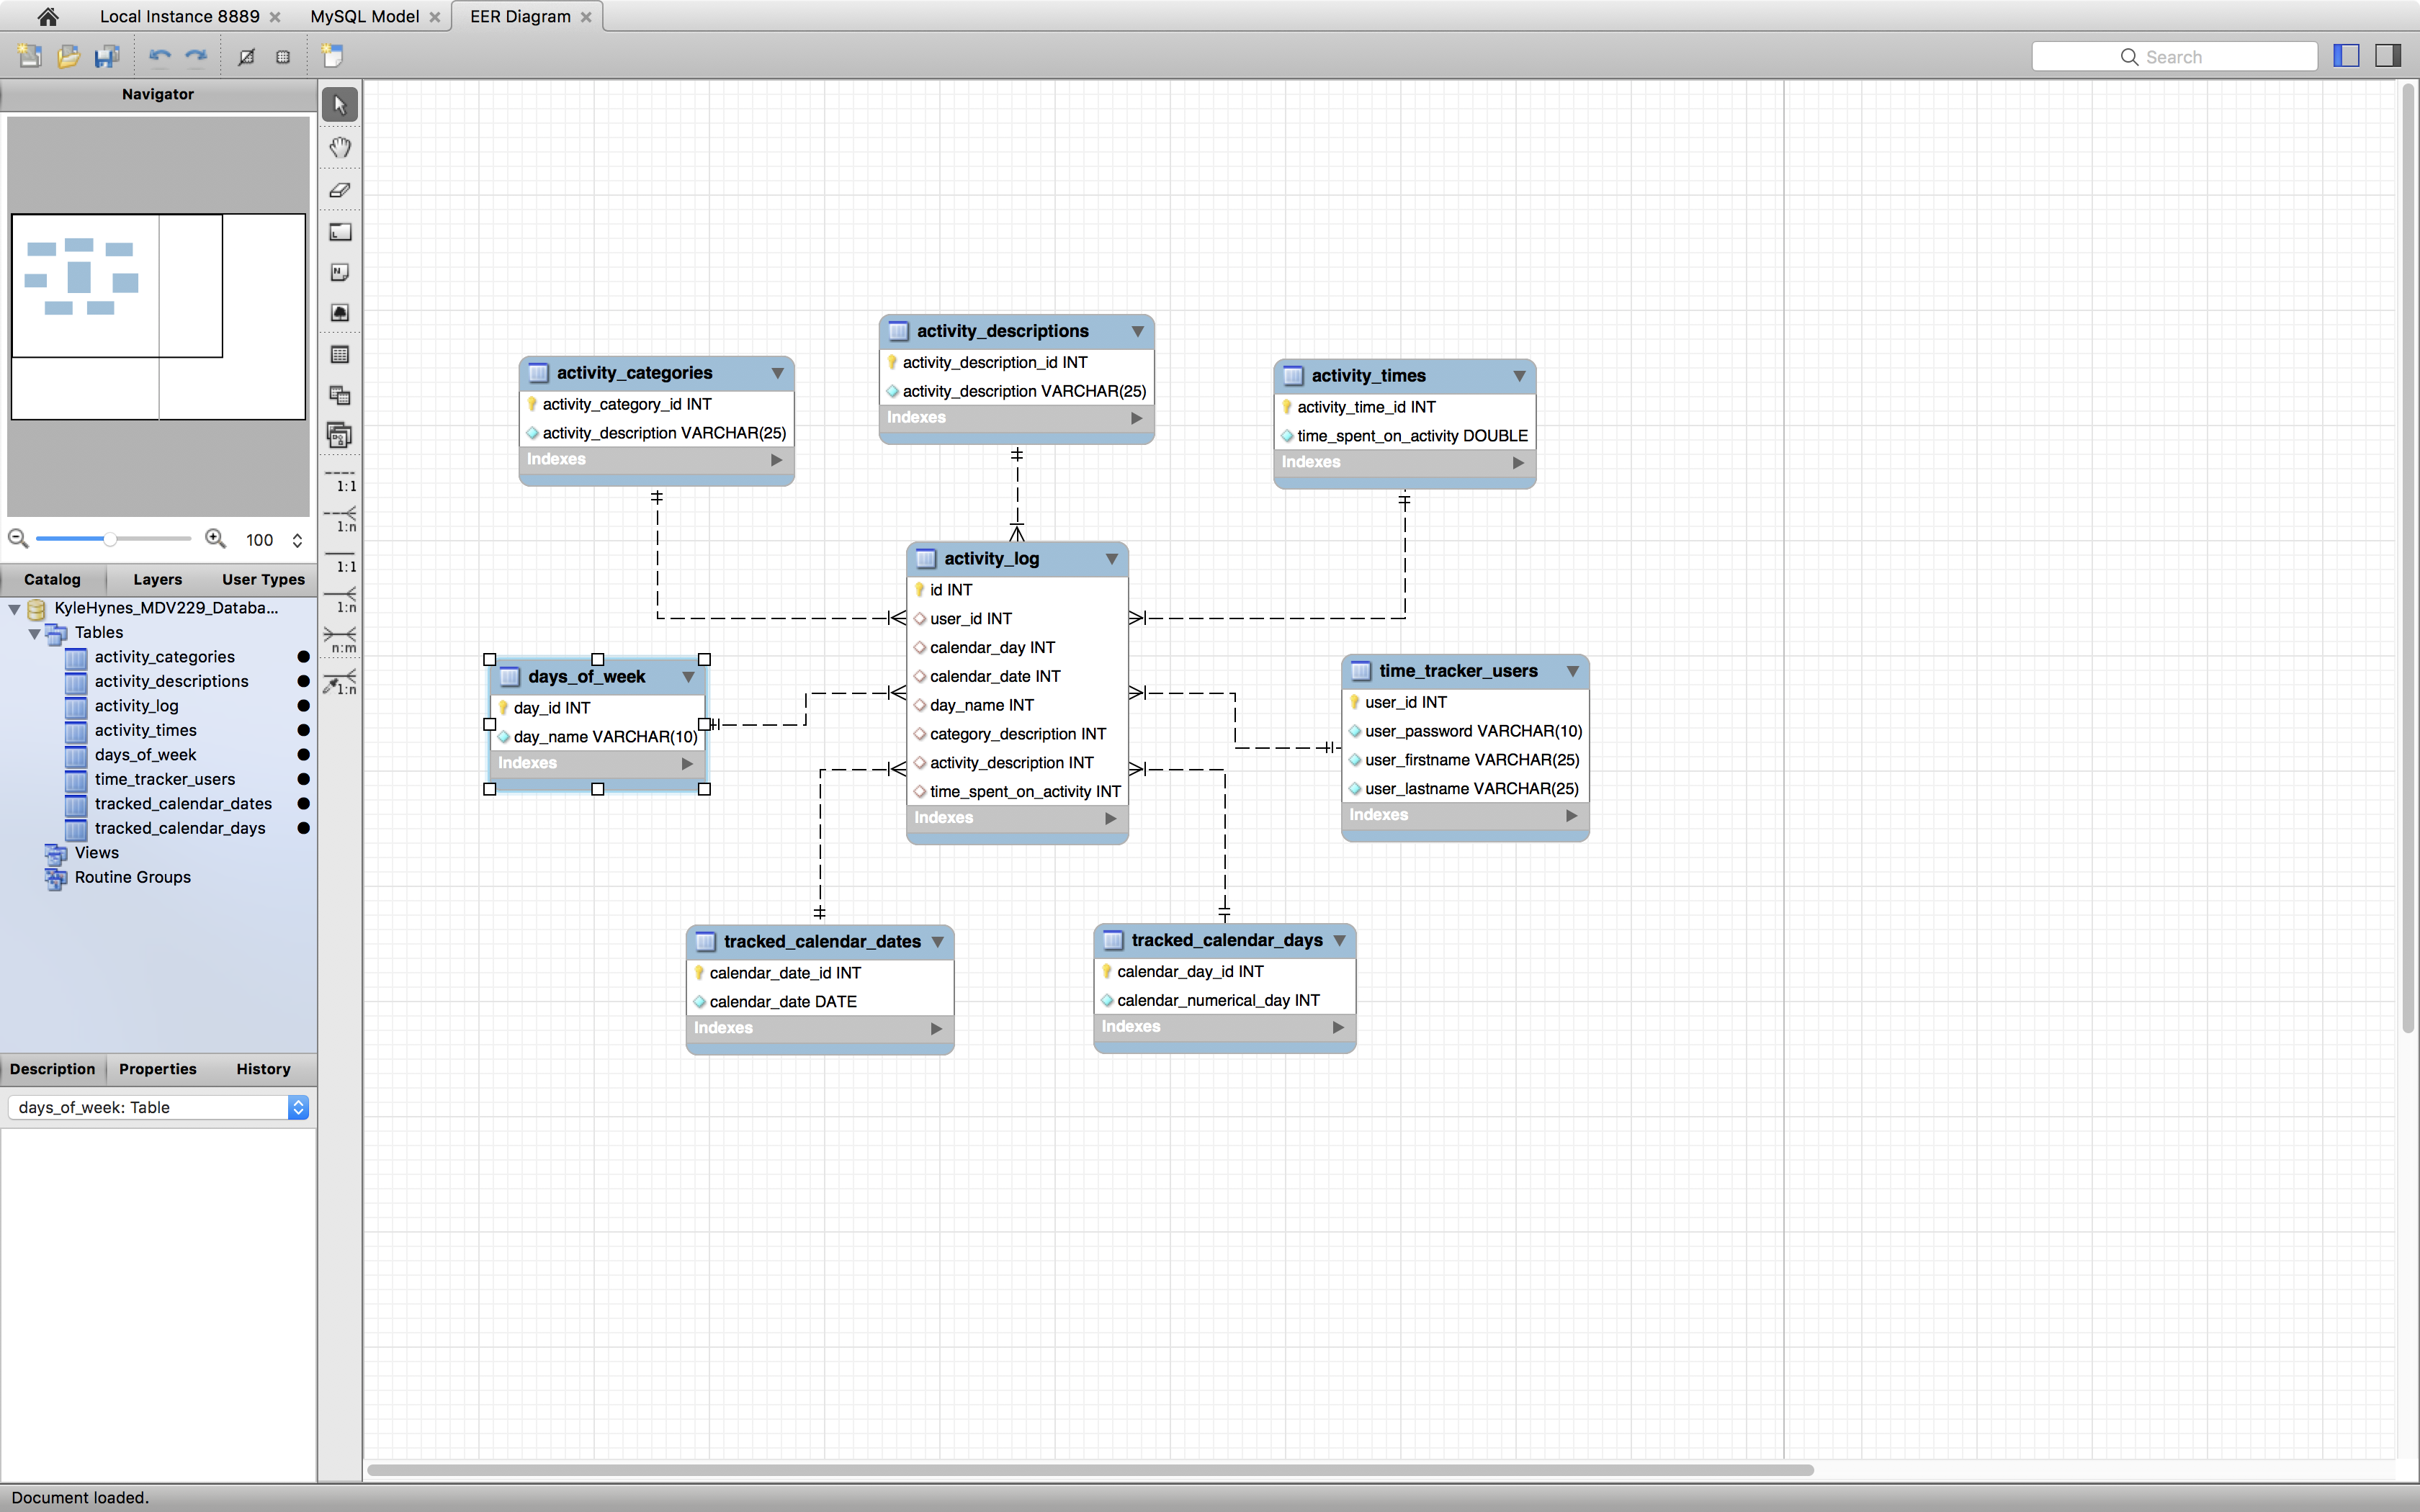 Local Instance 8889
MySQL Model
EER Diagram
Search
Navigator
100
Catalog
Layers
User Types
KyleHynes_MDV229_Databa...
Tables
activity_categories
activity_descriptions
activity_log
activity_times
days_of_week
time_tracker_users
tracked_calendar_dates
tracked_calendar_days
Views
Routine Groups
Description
Properties
History
days_of_week: Table
1:1
1:n
1:1
1:n
n:m
1:n
activity_descriptions
activity_description_id INT
activity_description VARCHAR(25)
Indexes
activity_categories
activity_category_id INT
activity_description VARCHAR(25)
Indexes
activity_times
activity_time_id INT
time_spent_on_activity DOUBLE
Indexes
activity_log
id INT
user_id INT
calendar_day INT
calendar_date INT
day_name INT
category_description INT
activity_description INT
time_spent_on_activity INT
Indexes
days_of_week
day_id INT
day_name VARCHAR(10)
Indexes
time_tracker_users
user_id INT
user_password VARCHAR(10)
user_firstname VARCHAR(25)
user_lastname VARCHAR(25)
Indexes
tracked_calendar_dates
calendar_date_id INT
calendar_date DATE
Indexes
tracked_calendar_days
calendar_day_id INT
calendar_numerical_day INT
Indexes
Document loaded.